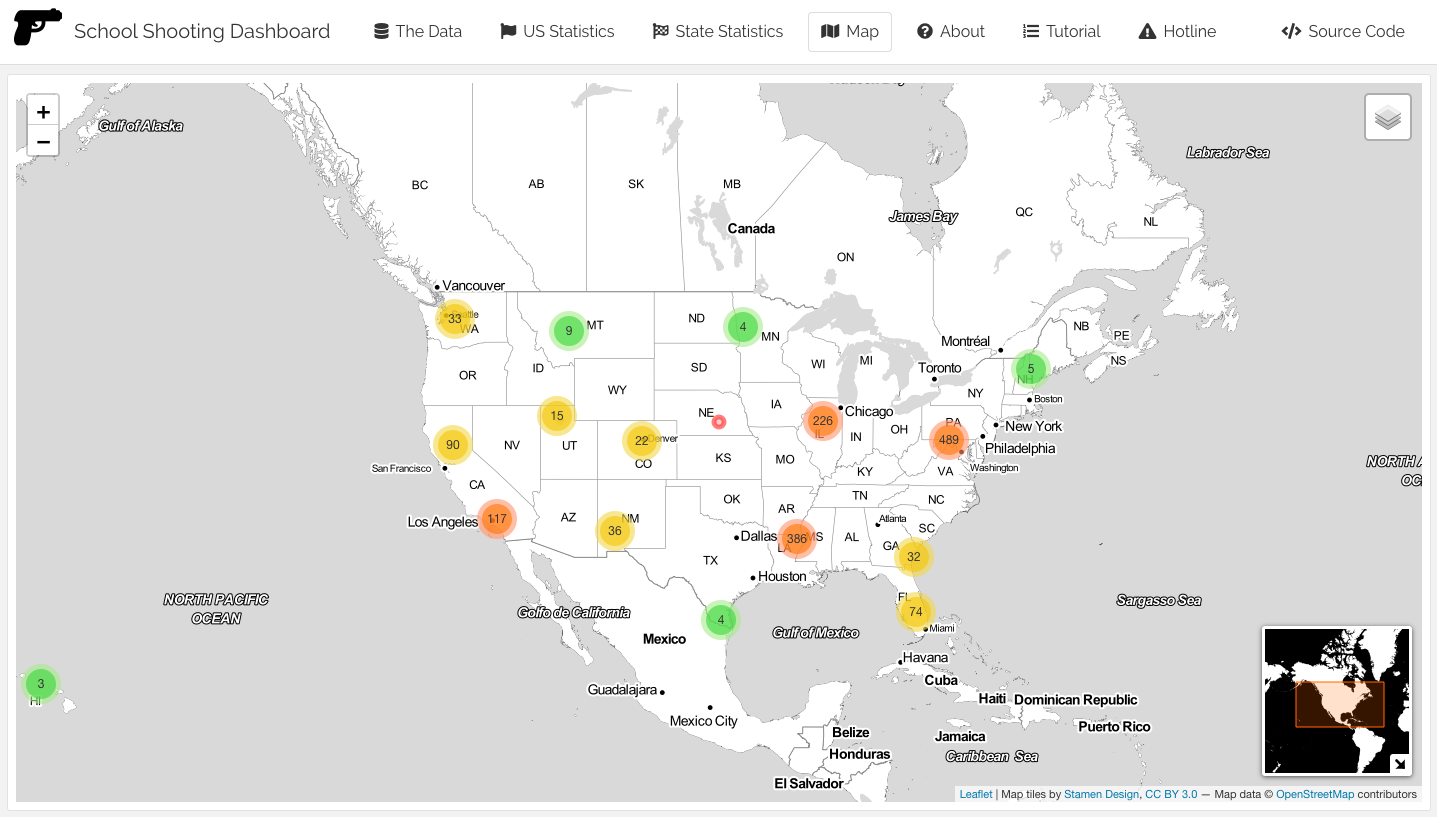 School Shooting Dashboard The Data US Statistics State Statistics Map About Tutorial Hotline Source Code
+
−
Gulf of Alaska
Labrador Sea
BC AB SK MB
QC
James Bay
NL
Canada
ON
Vancouver
33 Seattle
WA
9 MT
ND
4
MN
NB
PE
Montréal
NS
WI
MI
Toronto
5
NH
OR
ID
SD
WY
NY
Boston
NE
IA
15
226
IL
Chicago
PA
New York
90
NV
UT
22 Denver
CO
IN
OH
489
Philadelphia
San Francisco
KS
MO
KY
VA
Washington
CA
OK
TN
NC
Los Angeles 117
AZ
36
NM
AR
Atlanta
SC
Dallas
386
LA
MS
AL
GA
32
TX
Houston
NORTH PACIFIC
OCEAN
Golfo de California
4
FL
74
Miami
Sargasso Sea
Mexico
Gulf of Mexico
Havana
Cuba
3
HI
Guadalajara
Haiti
Dominican Republic
Mexico City
Puerto Rico
Belize
Jamaica
Honduras
Caribbean Sea
El Salvador
Leaflet | Map tiles by Stamen Design, CC BY 3.0 — Map data © OpenStreetMap contributors